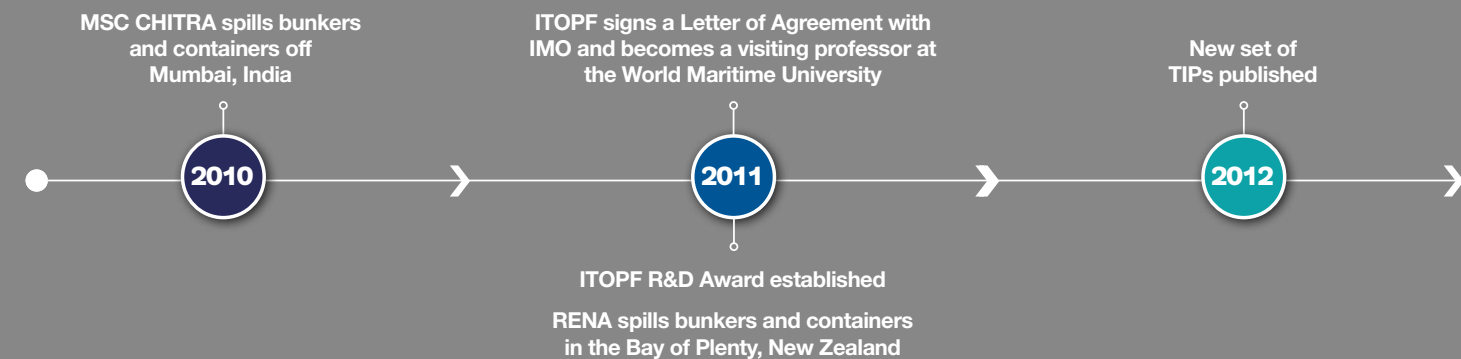 MSC CHITRA spills bunkers
and containers off
Mumbai, India
2010
ITOPF signs a Letter of Agreement with
IMO and becomes a visiting professor at
the World Maritime University
2011
ITOPF R&D Award established
RENA spills bunkers and containers
in the Bay of Plenty, New Zealand
New set of
TIPs published
2012